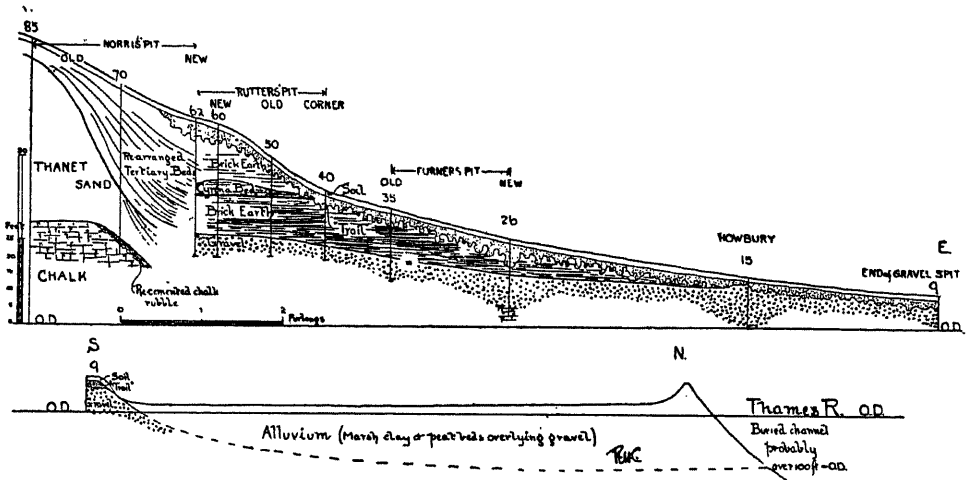 85
NORRIS' PIT
OLD
NEW
70
RUTTERS' PIT
NEW OLD CORNER
62 60
50
THANET
SAND
Rearranged
Tertiary Beds
Brick Earth
Brick Earth
Gravel
40
Soil
Trail
FURNERS PIT
OLD
NEW
35
26
HOWBURY
15
E
END of GRAVEL SPIT
9
Feet
CHALK
Recemented chalk
rubble
O.D.
0 1 2 Furlongs
O.D.
S
9
Soil
"Trail"
N.
O.D.
Thames R. O.D.
Alluvium (Marsh clay & peat beds overlying gravel)
Buried channel
probably
over 100 ft - O.D.